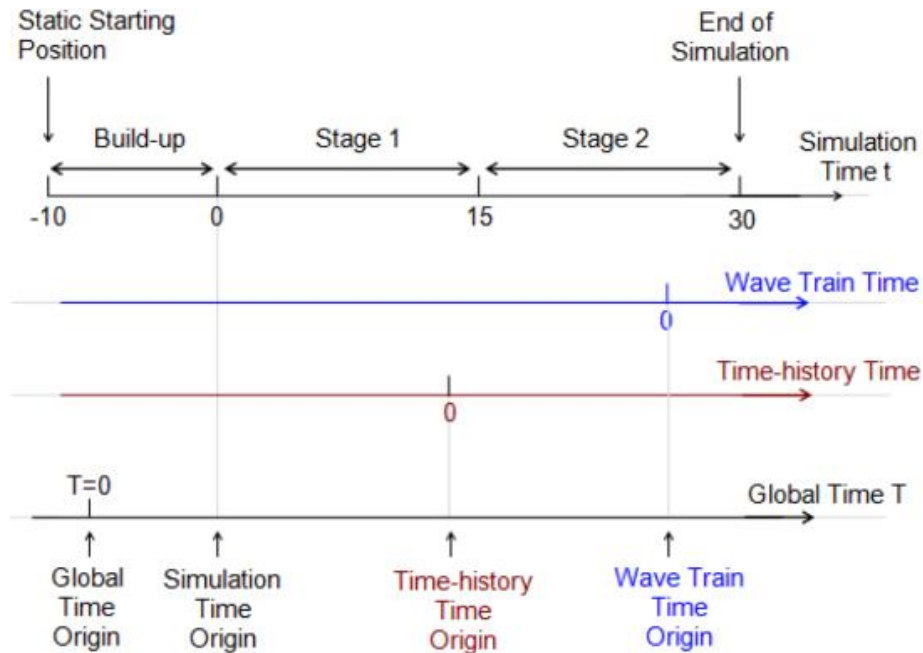 Static Starting
Position
End of
Simulation
Build-up
Stage 1
Stage 2
Simulation
Time t
-10
0
15
30
Wave Train Time
0
Time-history Time
0
T=0
Global Time T
Global
Time
Origin
Simulation
Time
Origin
Time-history
Time
Origin
Wave Train
Time
Origin